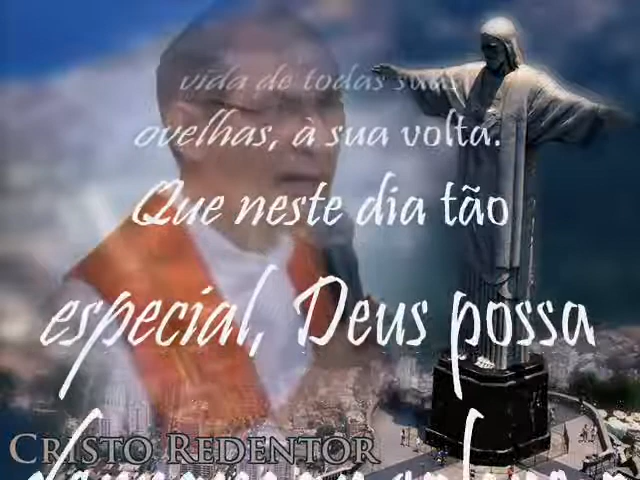 vida de todas suas
ovelhas, à sua volta.
Que neste dia tão
especial, Deus possa
CRISTO REDENTOR